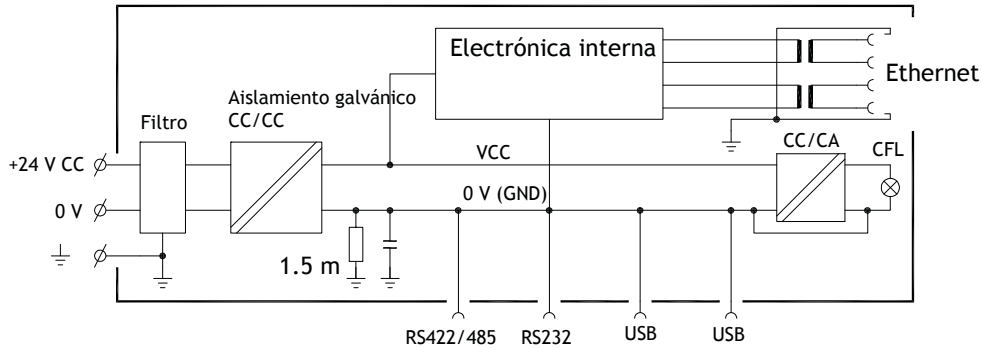 Electrónica interna
Ethernet
Aislamiento galvánico
CC/CC
Filtro
CC/CA
CFL
+24 V CC
VCC
0 V
0 V (GND)
1.5 m
RS422/485
RS232
USB
USB